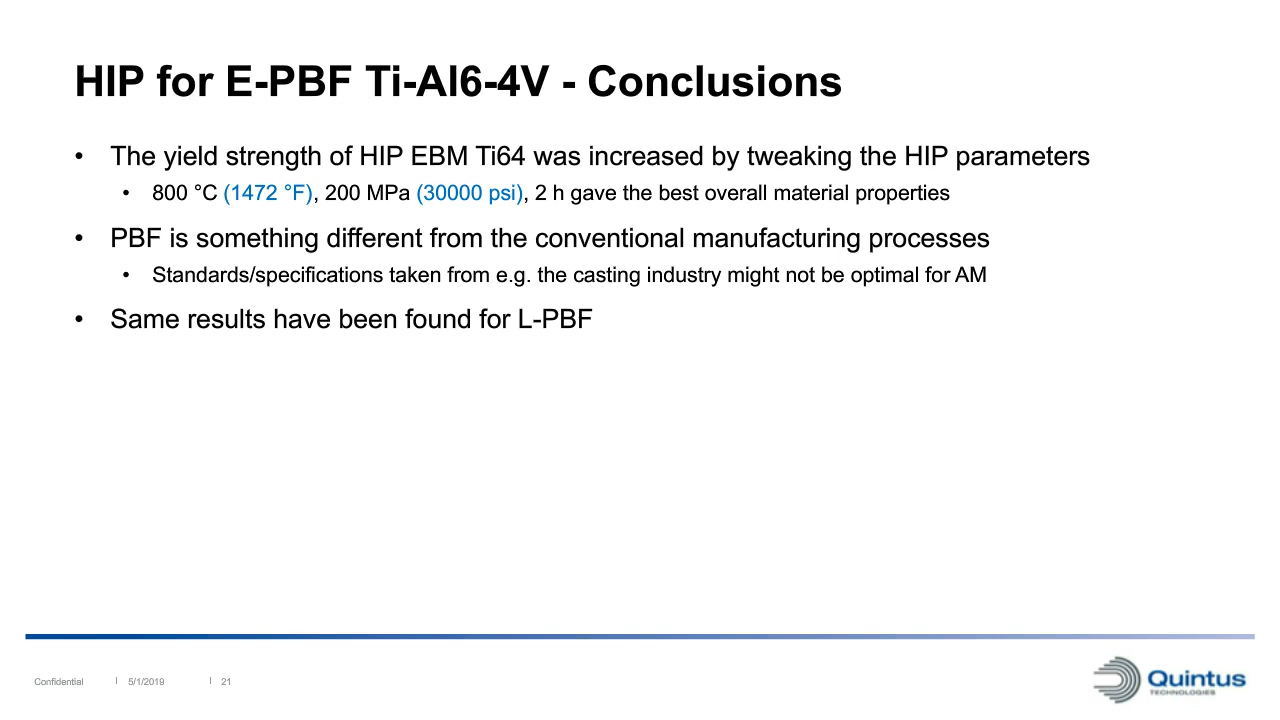 HIP for E-PBF Ti-Al6-4V - Conclusions
• The yield strength of HIP EBM Ti64 was increased by tweaking the HIP parameters
• 800 °C (1472 °F), 200 MPa (30000 psi), 2 h gave the best overall material properties
• PBF is something different from the conventional manufacturing processes
• Standards/specifications taken from e.g. the casting industry might not be optimal for AM
• Same results have been found for L-PBF
Confidential | 5/1/2019 | 21
Quintus
TECHNOLOGIES